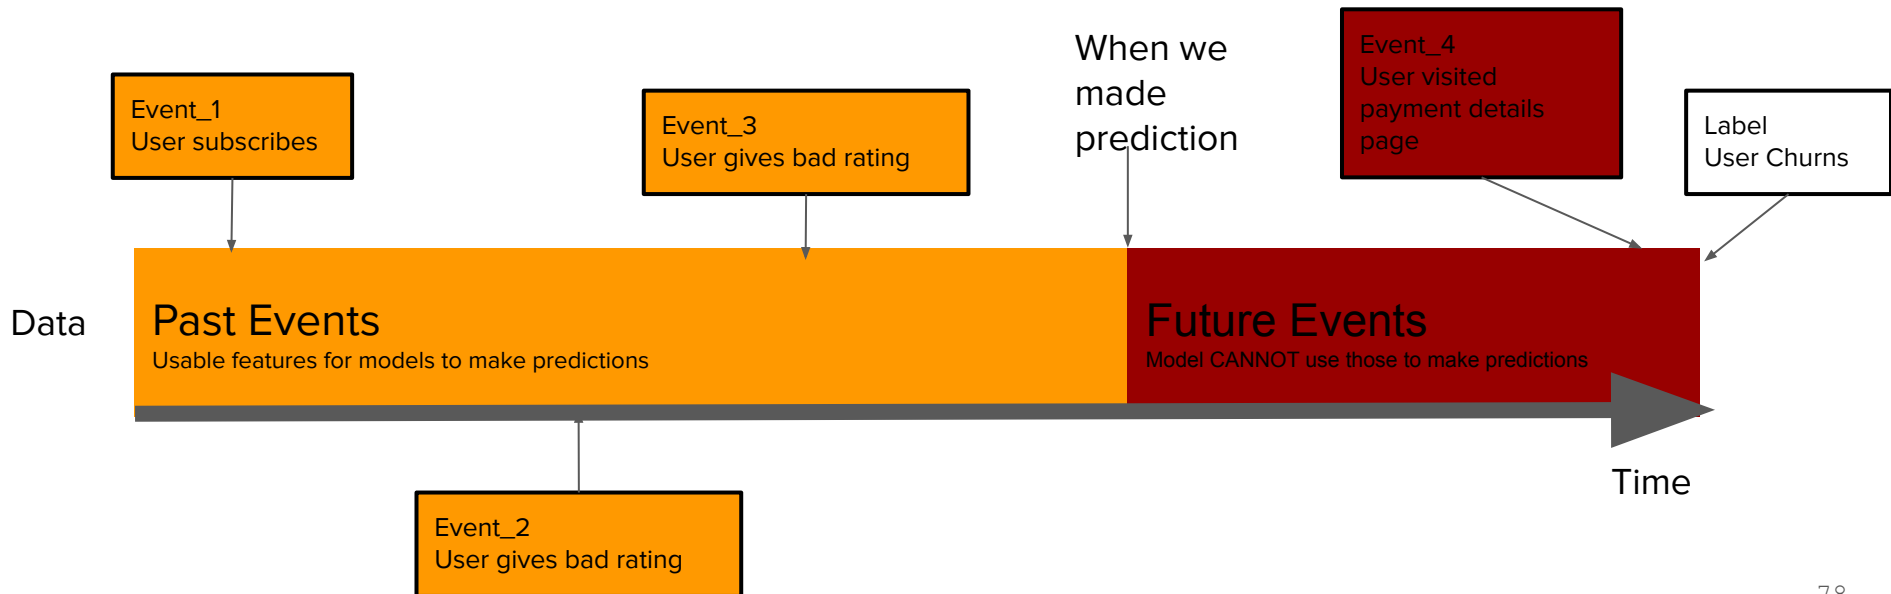 Event_1
User subscribes
Event_3
User gives bad rating
When we
made
prediction
Event_4
User visited
payment details
page
Label
User Churns
Data
Past Events
Usable features for models to make predictions
Future Events
Model CANNOT use those to make predictions
Time
Event_2
User gives bad rating